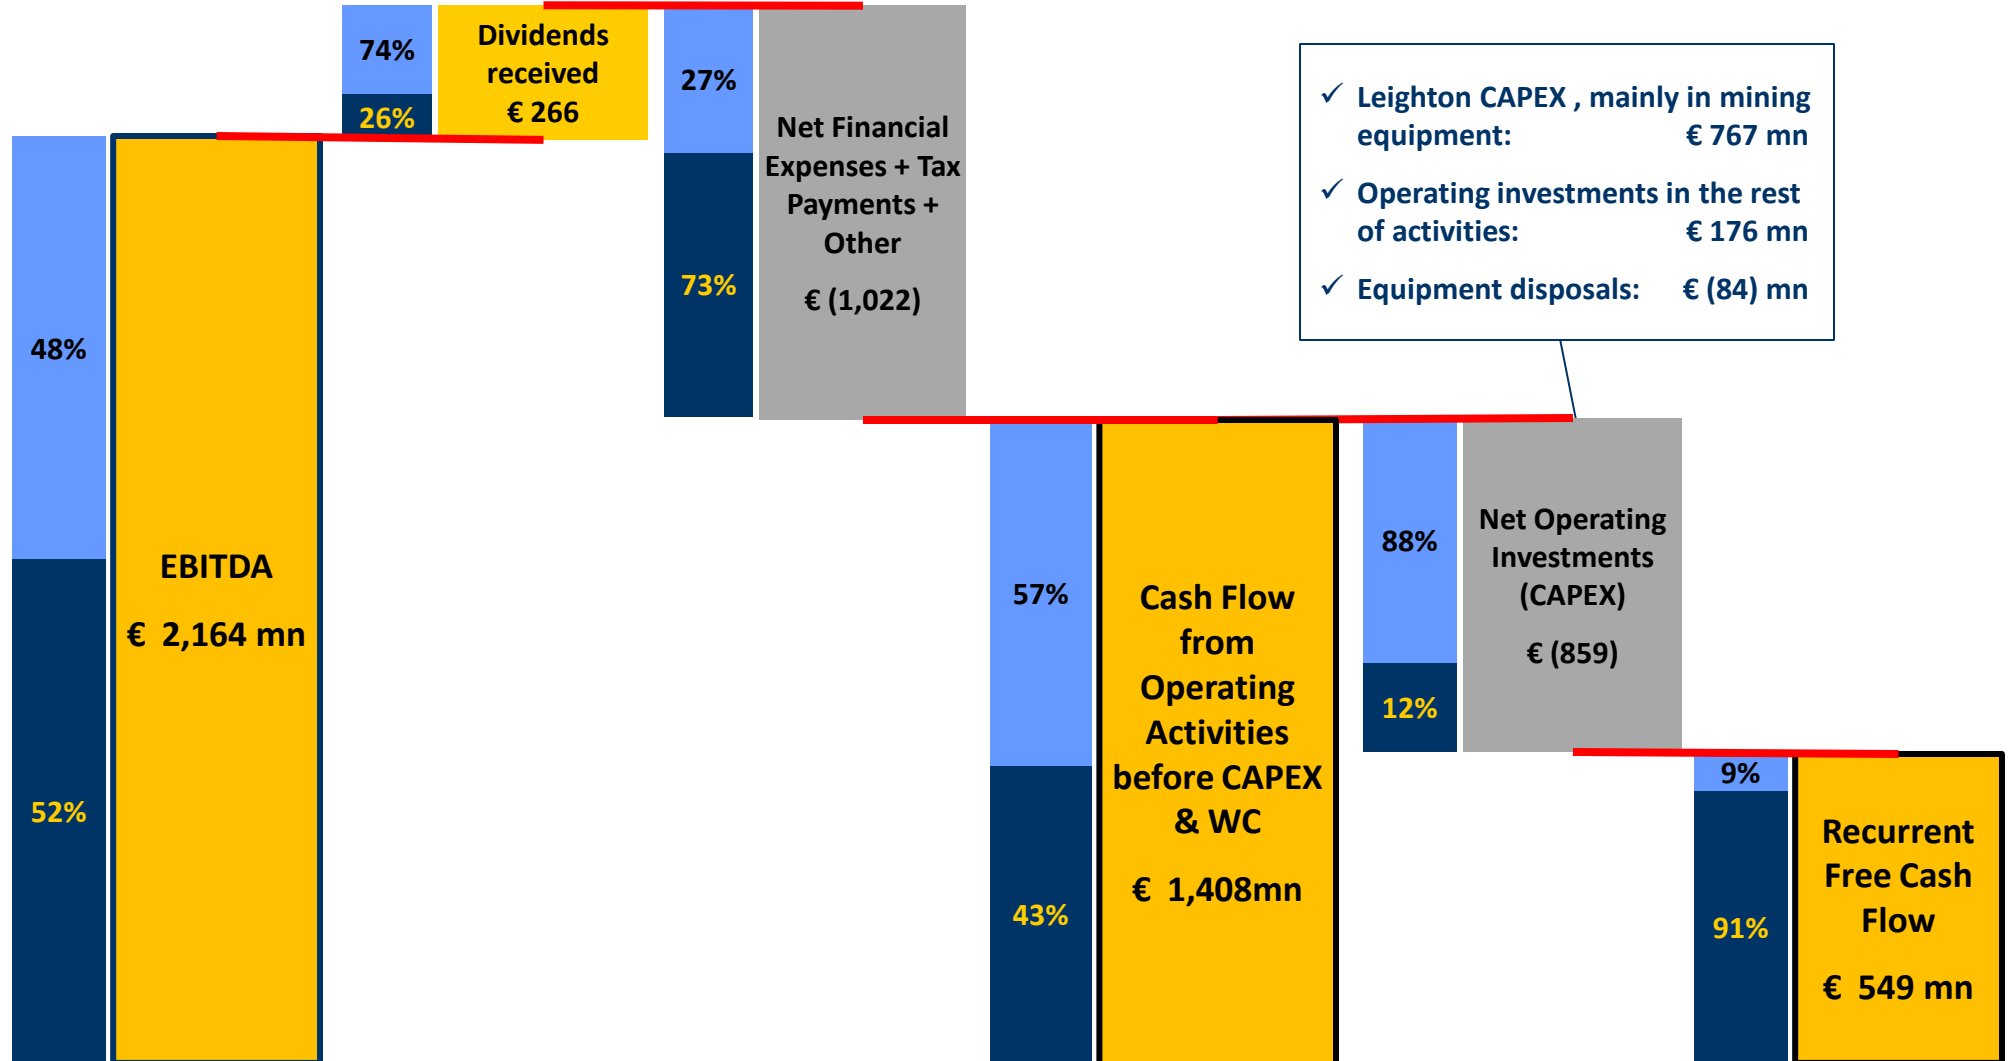 48%
52%
EBITDA
€ 2,164 mn
74%
26%
Dividends
received
€ 266
27%
73%
Net Financial
Expenses + Tax
Payments +
Other
€ (1,022)
57%
43%
Cash Flow
from
Operating
Activities
before CAPEX
& WC
€ 1,408mn
✓ Leighton CAPEX , mainly in mining
equipment: € 767 mn
✓ Operating investments in the rest
of activities: € 176 mn
✓ Equipment disposals: € (84) mn
88%
12%
Net Operating
Investments
(CAPEX)
€ (859)
9%
91%
Recurrent
Free Cash
Flow
€ 549 mn